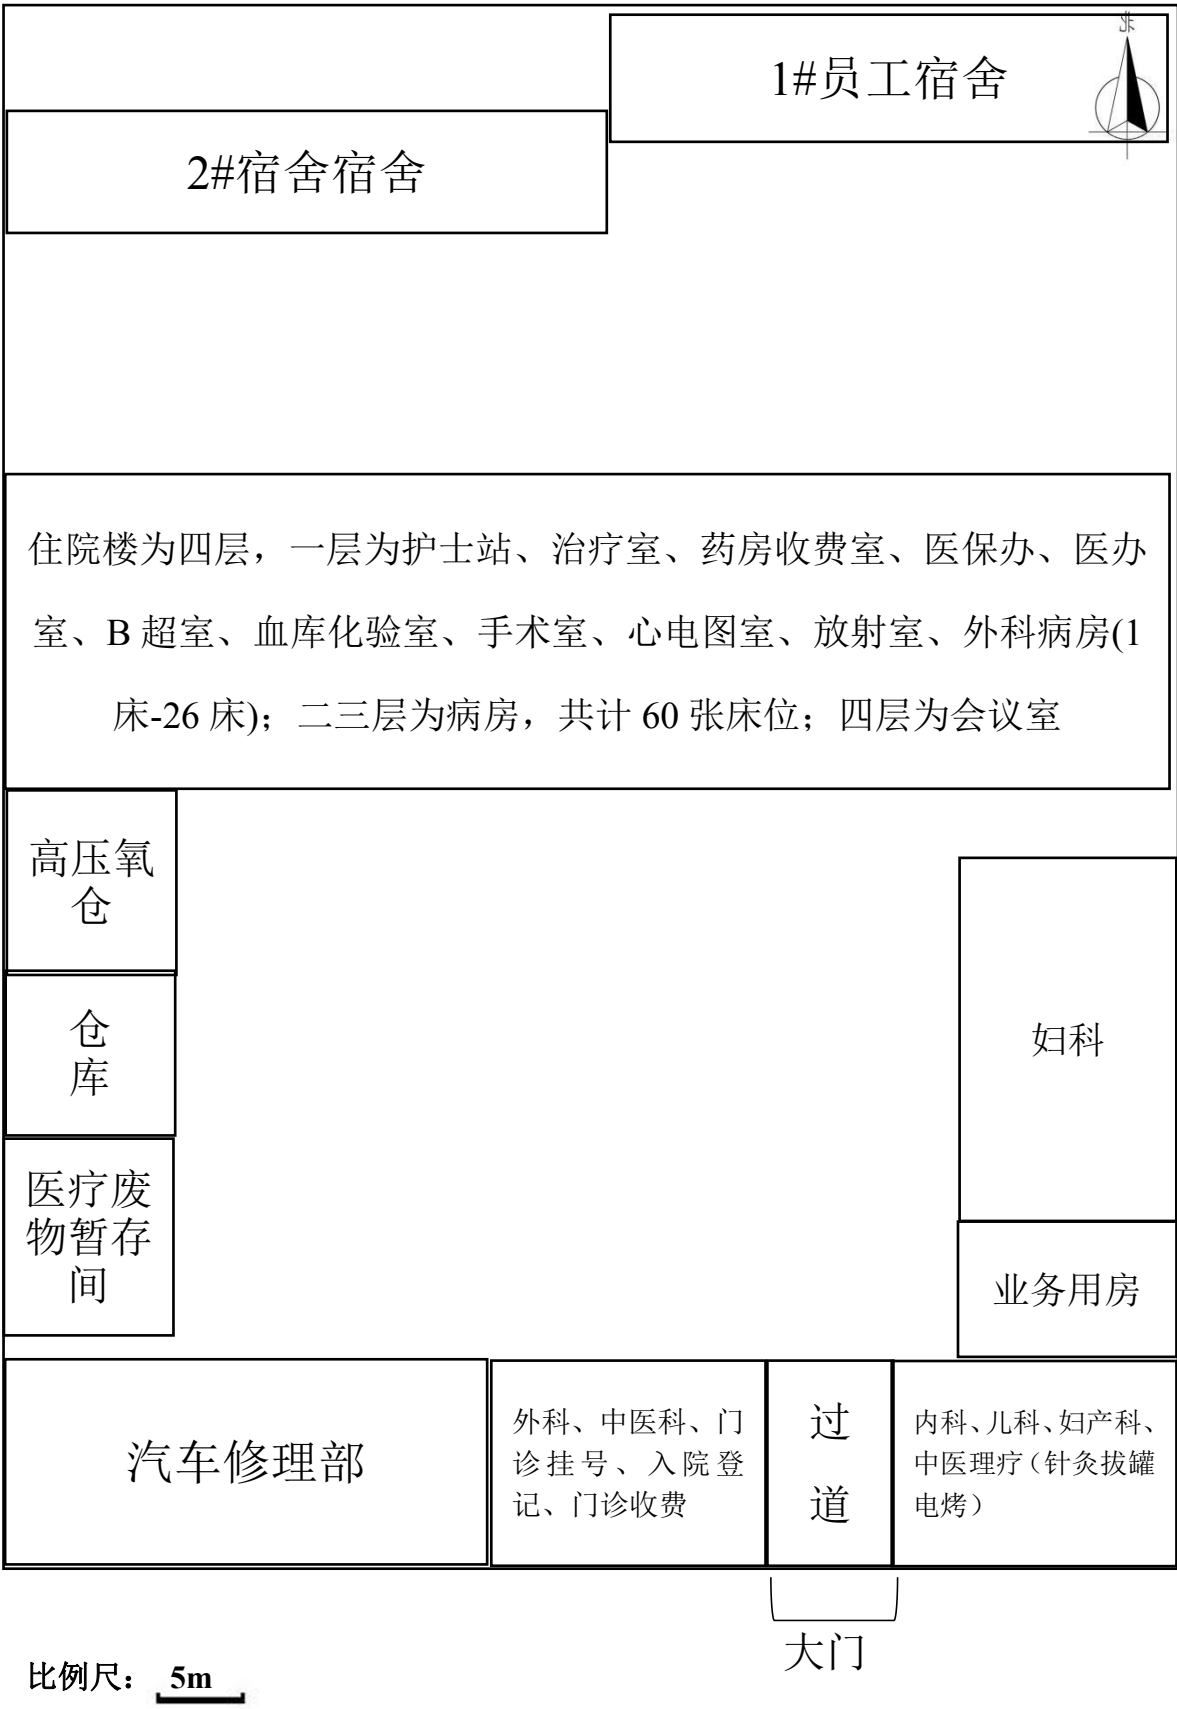 北
1#员工宿舍
2#宿舍宿舍
住院楼为四层，一层为护士站、治疗室、药房收费室、医保办、医办
室、B 超室、血库化验室、手术室、心电图室、放射室、外科病房(1
床-26 床)；二三层为病房，共计 60 张床位；四层为会议室
高压氧
仓
仓
库
医疗废
物暂存
间
妇科
业务用房
汽车修理部
外科、中医科、门
诊挂号、入院登
记、门诊收费
过
道
内科、儿科、妇产科、
中医理疗（针灸拔罐
电烤）
大门
比例尺： 5m